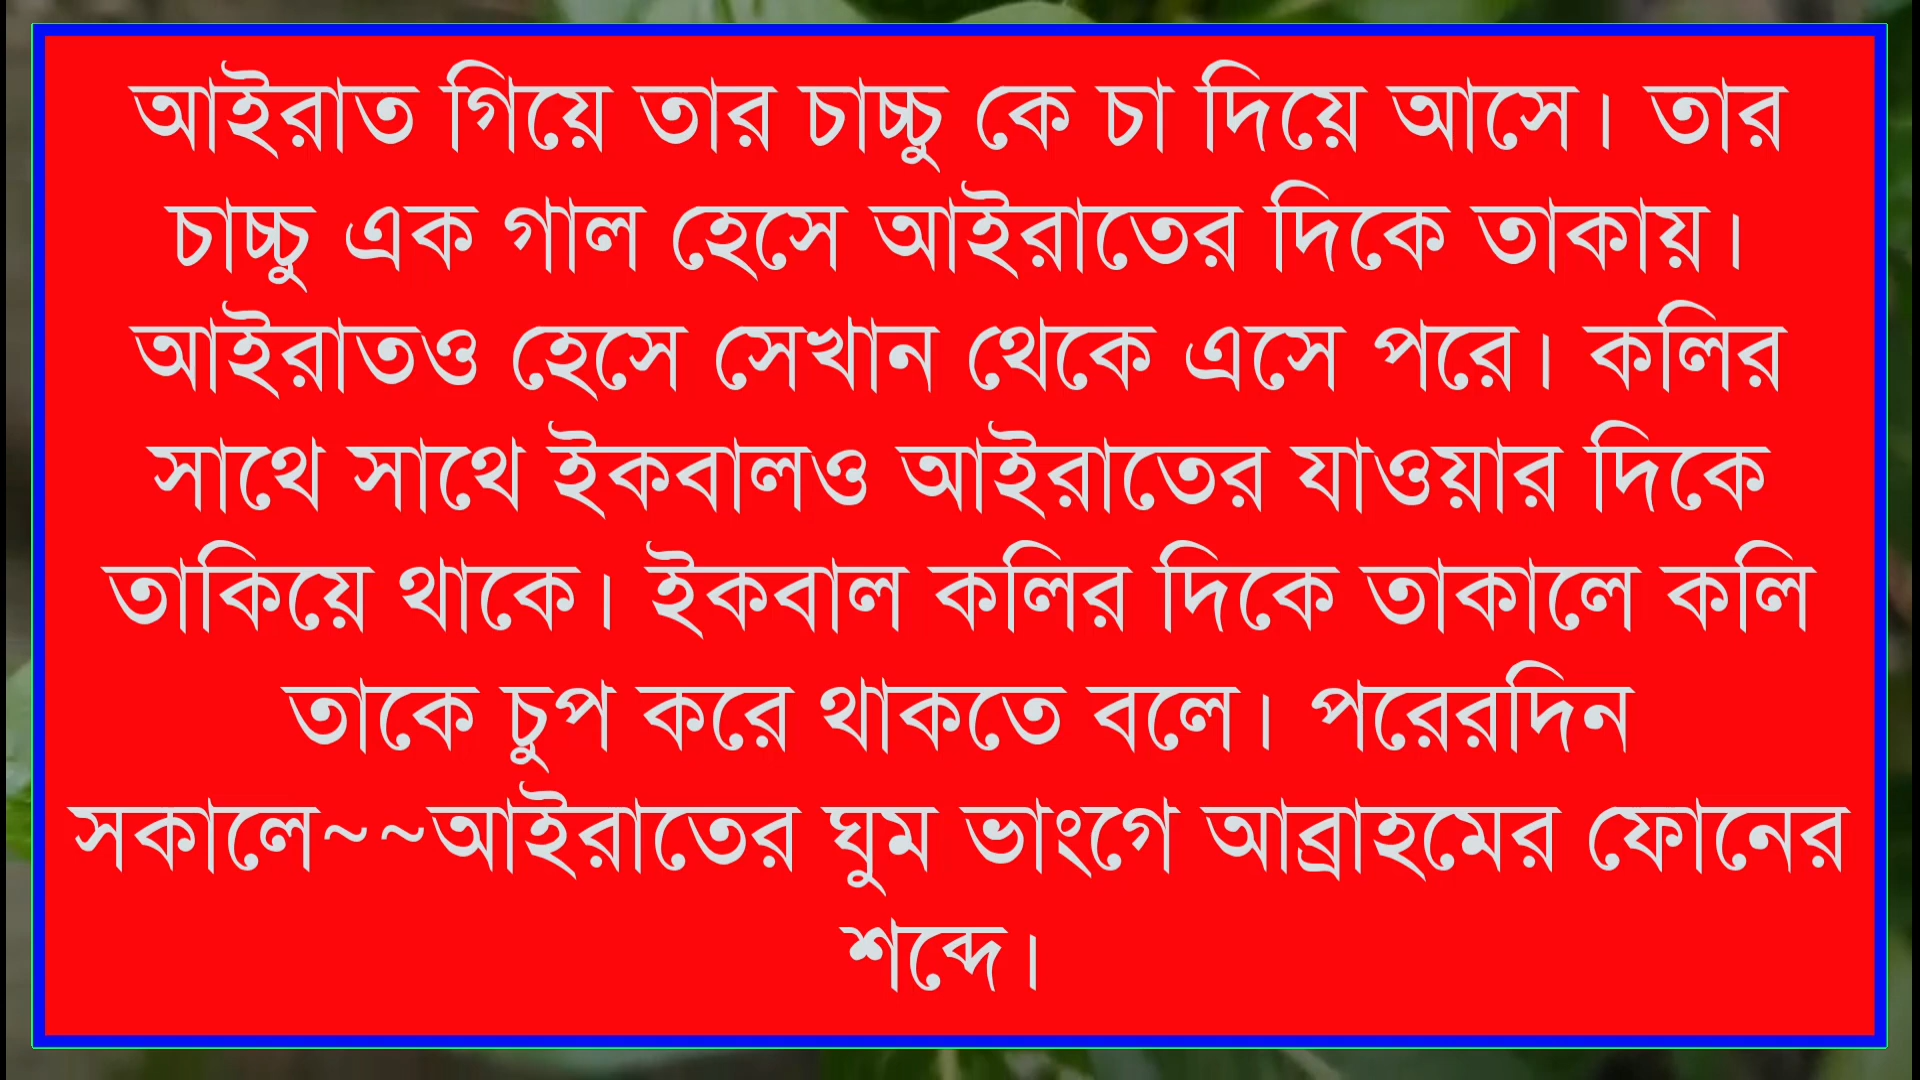 আইরাত গিয়ে তার চাচ্চু কে চা দিয়ে আসে। তার
চাচ্চু এক গাল হেসে আইরাতের দিকে তাকায়।
আইরাতও হেসে সেখান থেকে এসে পরে। কলির
সাথে সাথে ইকবালও আইরাতের যাওয়ার দিকে
তাকিয়ে থাকে। ইকবাল কলির দিকে তাকালে কলি
তাকে চুপ করে থাকতে বলে। পরেরদিন
সকালে~~আইরাতের ঘুম ভাংগে আব্রাহমের ফোনের
শব্দে।